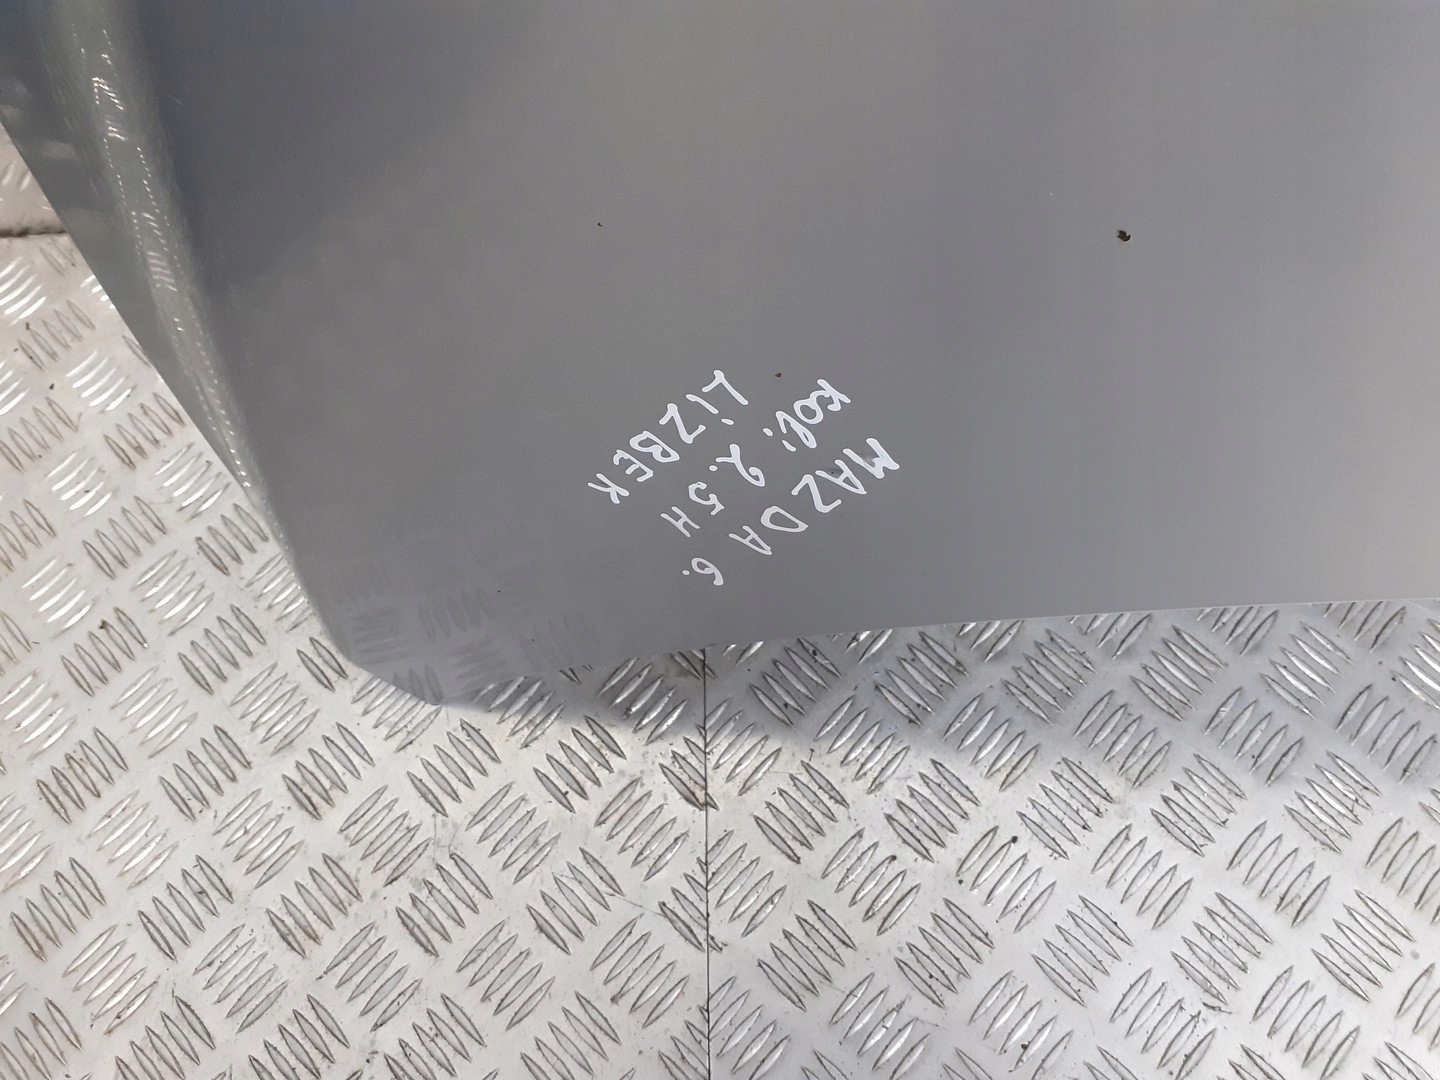 MAZDA 6.
KOL: 2.5H
LIZBEK